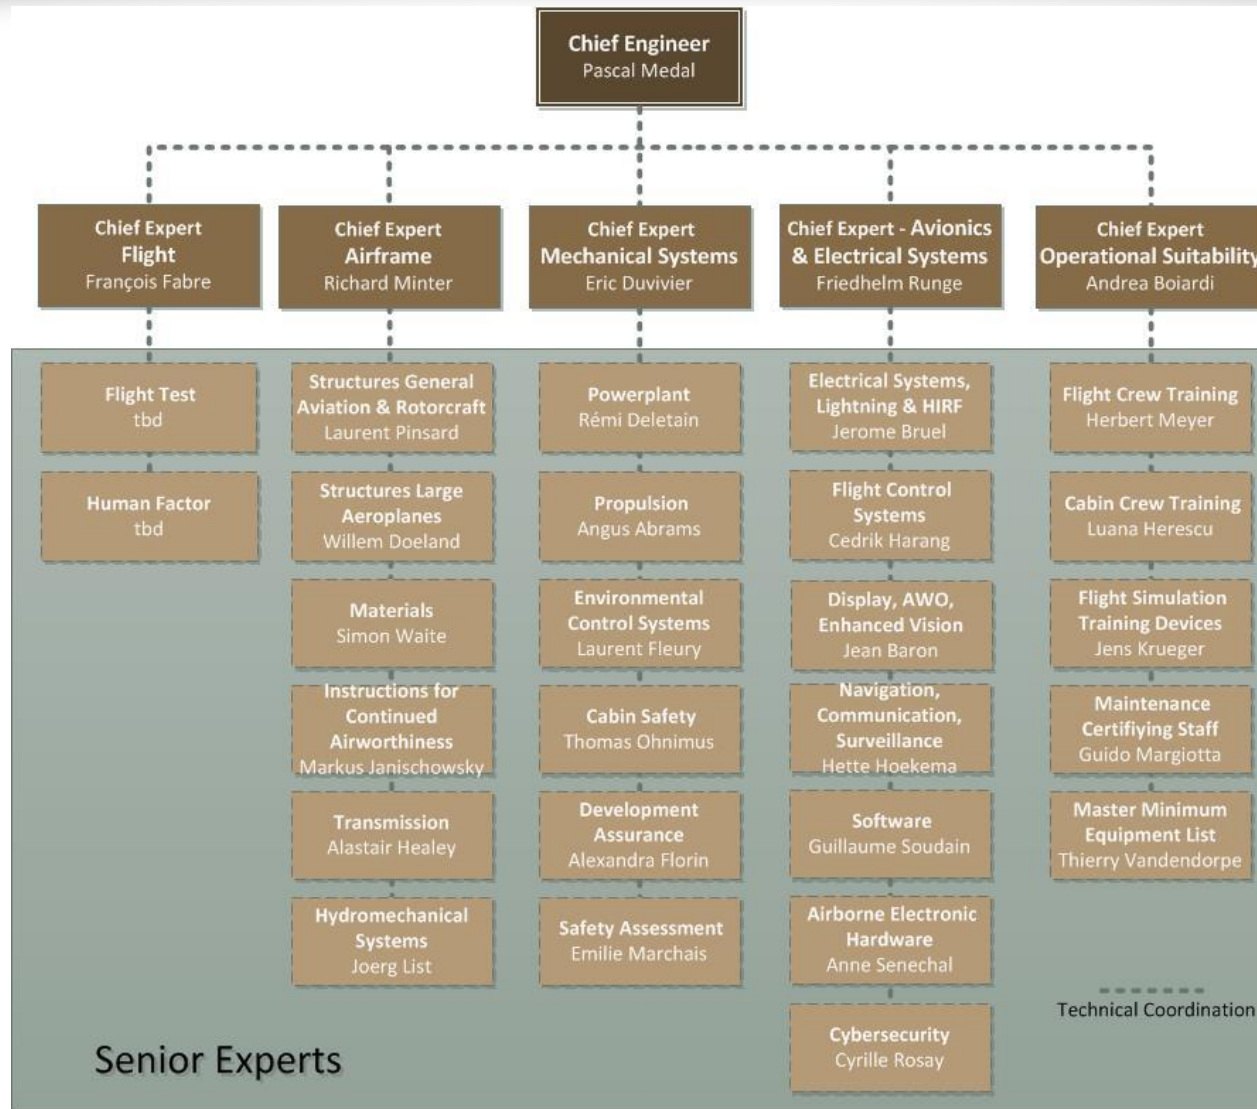 Chief Engineer
Pascal Medal
Chief Expert
Flight
François Fabre
Chief Expert
Airframe
Richard Minter
Chief Expert
Mechanical Systems
Eric Duvivier
Chief Expert - Avionics
& Electrical Systems
Friedhelm Runge
Chief Expert
Operational Suitability
Andrea Boiardi
Flight Test
tbd
Human Factor
tbd
Structures General
Aviation & Rotorcraft
Laurent Pinsard
Structures Large
Aeroplanes
Willem Doeland
Materials
Simon Waite
Instructions for
Continued
Airworthiness
Markus Janischowsky
Transmission
Alastair Healey
Hydromechanical
Systems
Joerg List
Powerplant
Rémi Deletain
Propulsion
Angus Abrams
Environmental
Control Systems
Laurent Fleury
Cabin Safety
Thomas Ohnimus
Development
Assurance
Alexandra Florin
Safety Assessment
Emilie Marchais
Electrical Systems,
Lightning & HIRF
Jerome Bruel
Flight Control
Systems
Cedrik Harang
Display, AWO,
Enhanced Vision
Jean Baron
Navigation,
Communication,
Surveillance
Hette Hoekema
Software
Guillaume Soudain
Airborne Electronic
Hardware
Anne Senechal
Cybersecurity
Cyrille Rosay
Flight Crew Training
Herbert Meyer
Cabin Crew Training
Luana Herescu
Flight Simulation
Training Devices
Jens Krueger
Maintenance
Certifiying Staff
Guido Margiotta
Master Minimum
Equipment List
Thierry Vandendorpe
Technical Coordination
Senior Experts